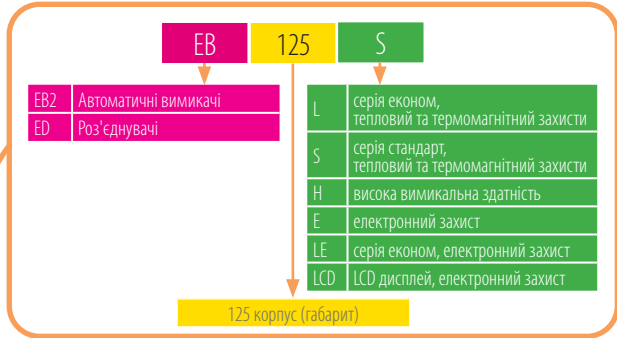 EB 125 S
EB2 Автоматичні вимикачі
ED Роз'єднувачі
L серія економ,
тепловий та термомагнітний захисти
S серія стандарт,
тепловий та термомагнітний захисти
H висока вимикальна здатність
E електронний захист
LE серія економ, електронний захист
LCD LCD дисплей, електронний захист
125 корпус (габарит)